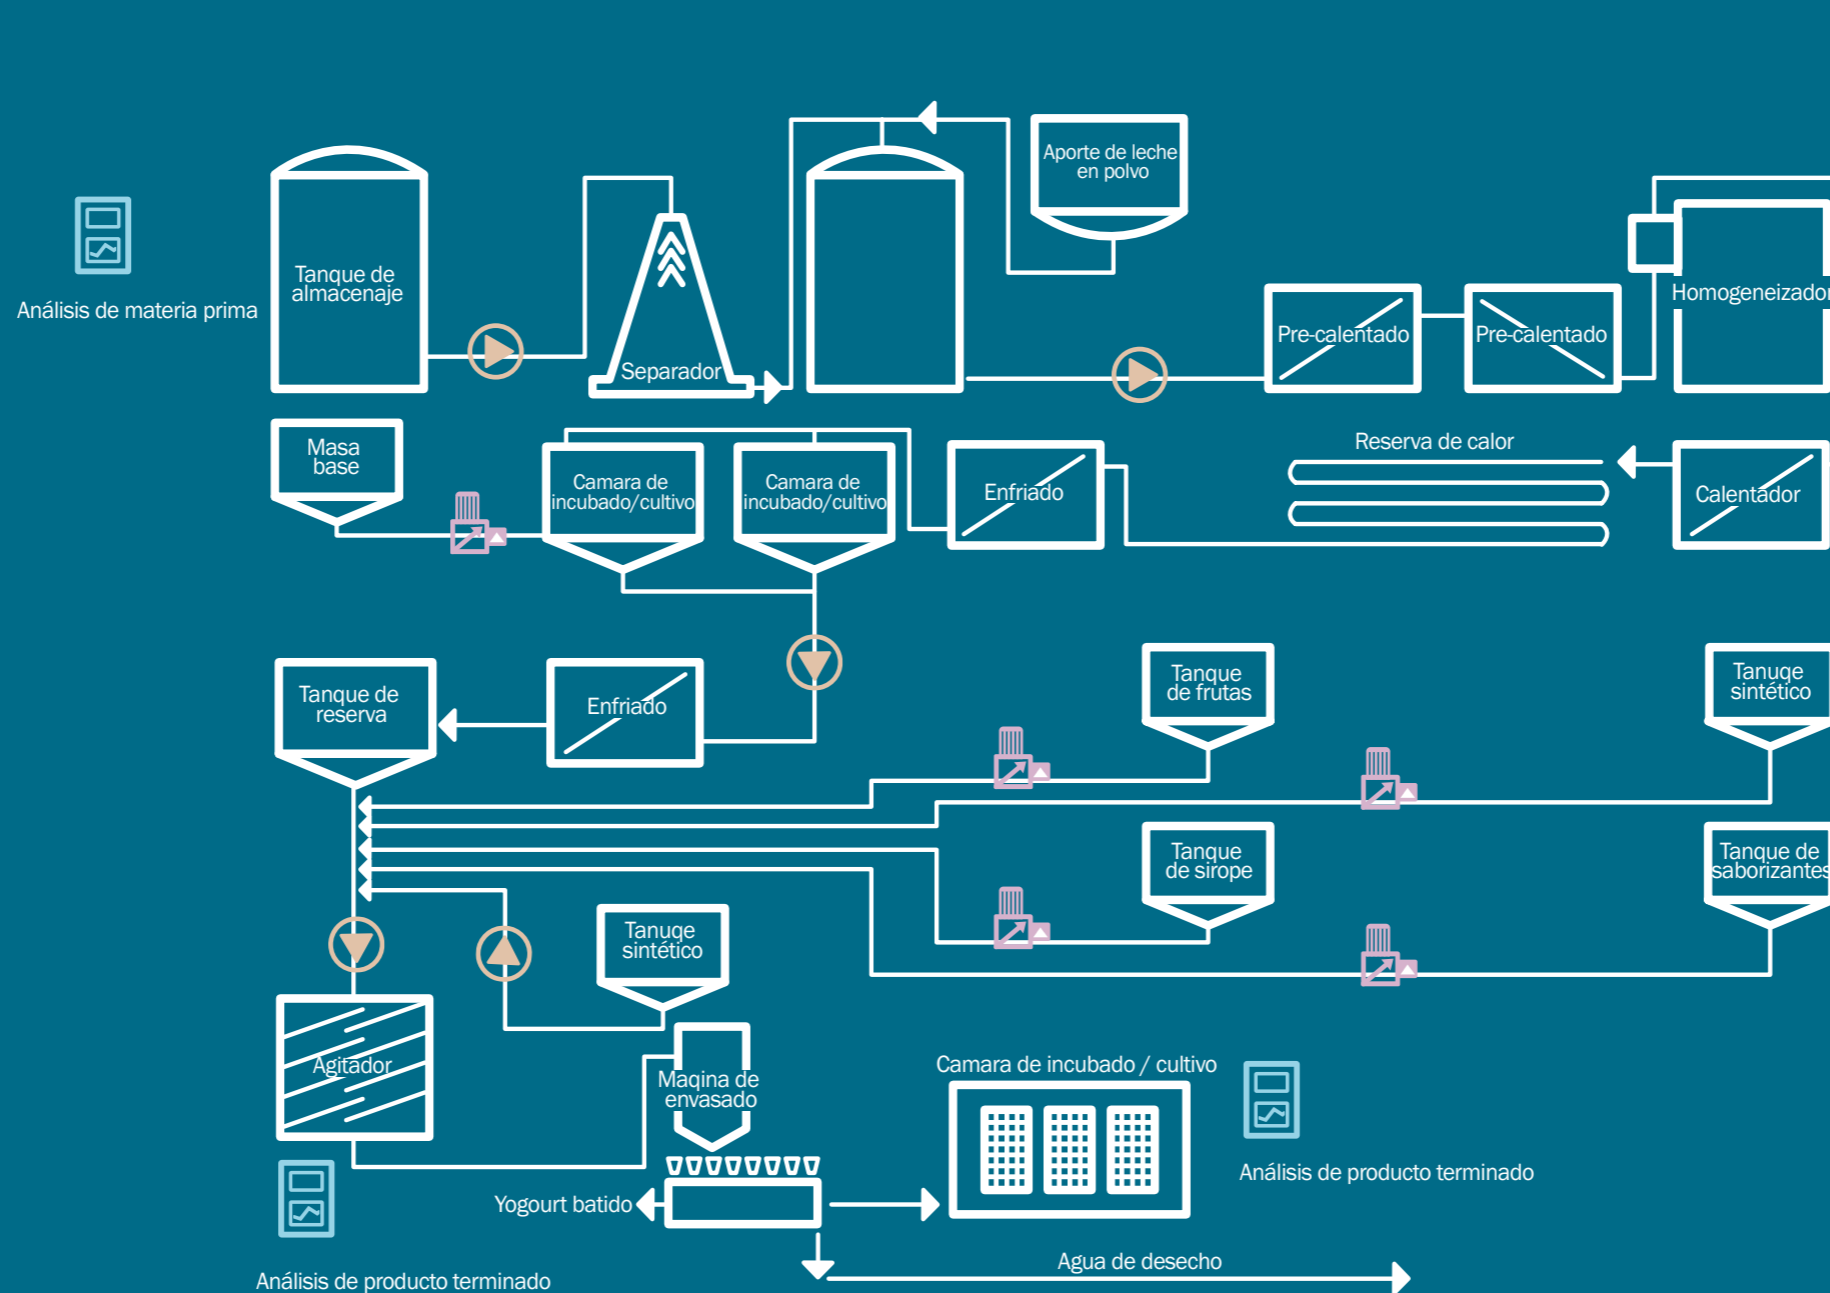 Aporte de leche
en polvo
Tanque de
almacenaje
Análisis de materia prima
Separador
Pre-calentado
Pre-calentado
Homogeneizador
Masa
base
Camara de
incubado/cultivo
Camara de
incubado/cultivo
Enfriado
Reserva de calor
Calentador
Tanque de
reserva
Enfriado
Tanque
de frutas
Tanuqe
sintético
Tanque
de sirope
Tanque de
saborizantes
Tanuqe
sintético
Agitador
Maqina de
envasado
Camara de incubado / cultivo
Análisis de producto terminado
Yogourt batido
Agua de desecho
Análisis de producto terminado